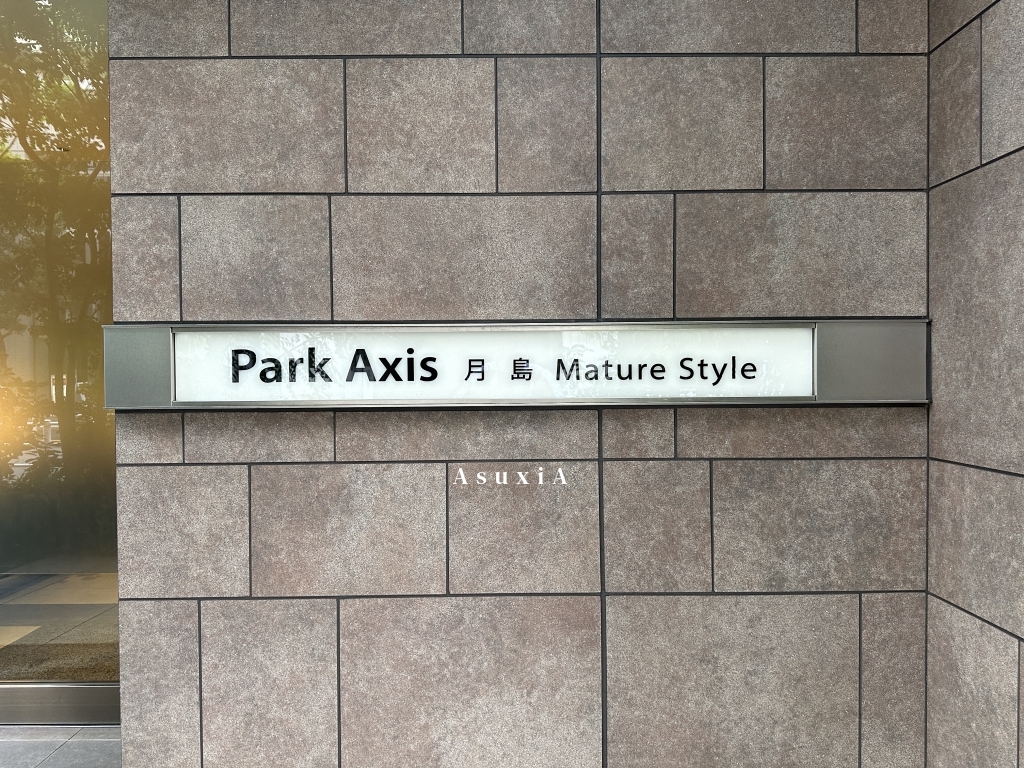 Park Axis 月島 Mature Style
AsuxiA